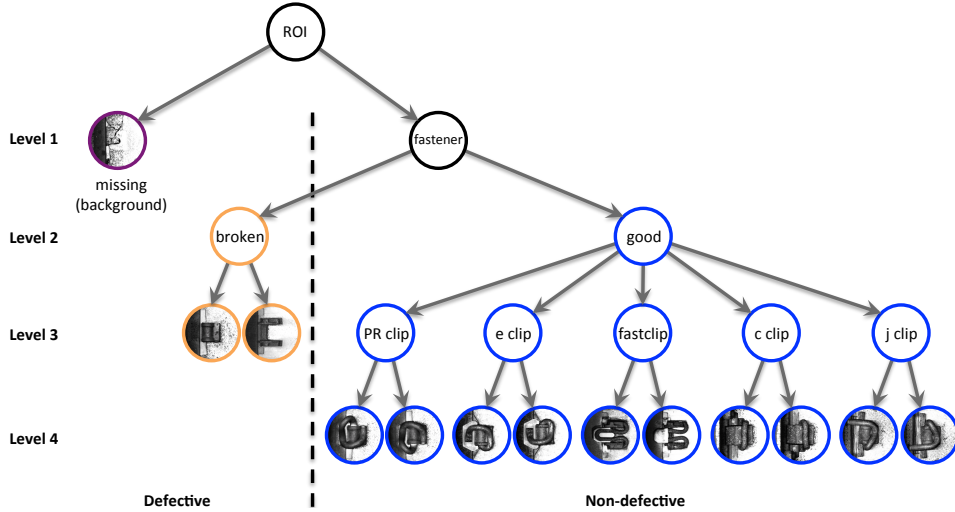 ROI
Level 1
fastener
missing
(background)
Level 2
broken
good
Level 3
PR clip
e clip
fastclip
c clip
j clip
Level 4
Defective
Non-defective